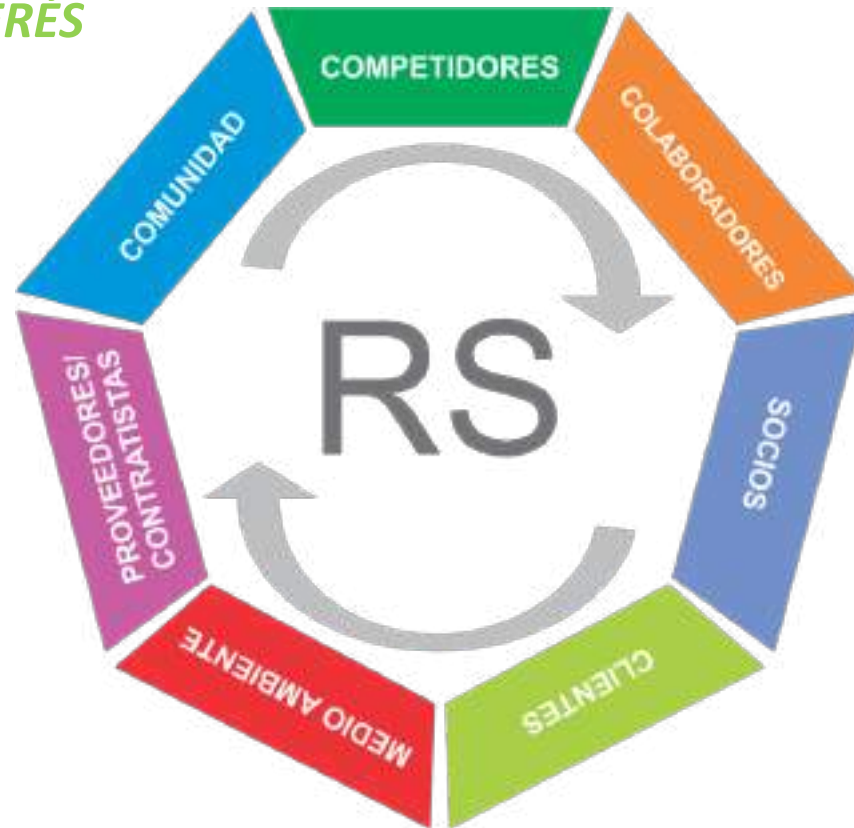 TRÉS
COMPETIDORES
COLABORADORES
SOCIOS
CLIENTES
MEDIO AMBIENTE
PROVEEDORES/
CONTRATISTAS
COMUNIDAD
RS